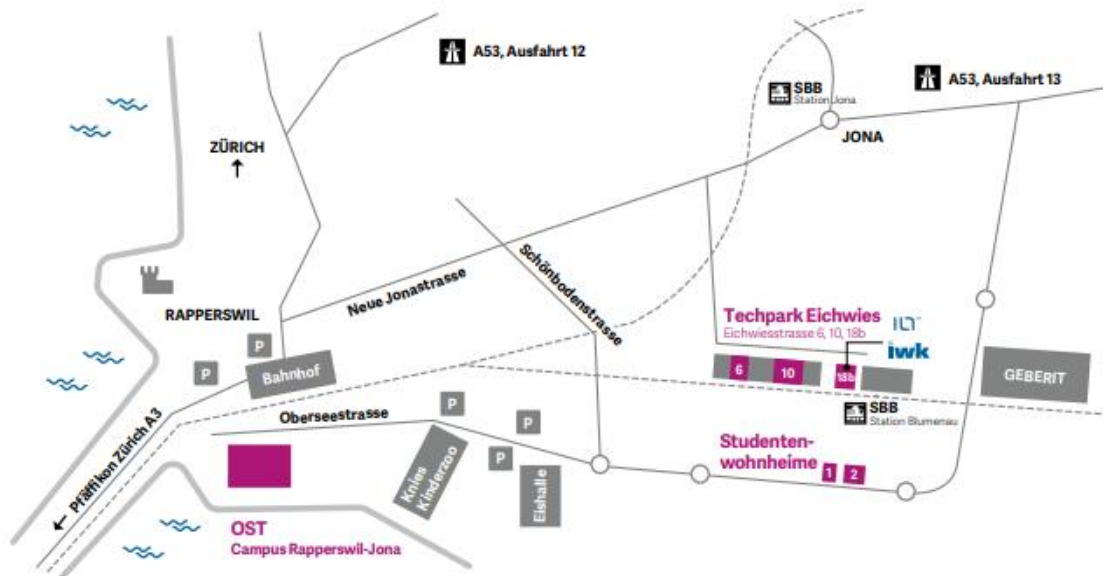 A53, Ausfahrt 12
SBB
Station Jona
A53, Ausfahrt 13
ZÜRICH
JONA
Schönbodenstrasse
Neue Jonastrasse
RAPPERSWIL
Techpark Eichwies
Eichwiesstrasse 6, 10, 18b
ILT
iwk
P
P
Bahnhof
6
10
18b
GEBERIT
SBB
Station Blumenau
Oberseestrasse
P
P
P
Pfäffikon Zürich A3
Knies
Kinderzoo
Eishalle
Studenten-
wohnheime
1
2
OST
Campus Rapperswil-Jona